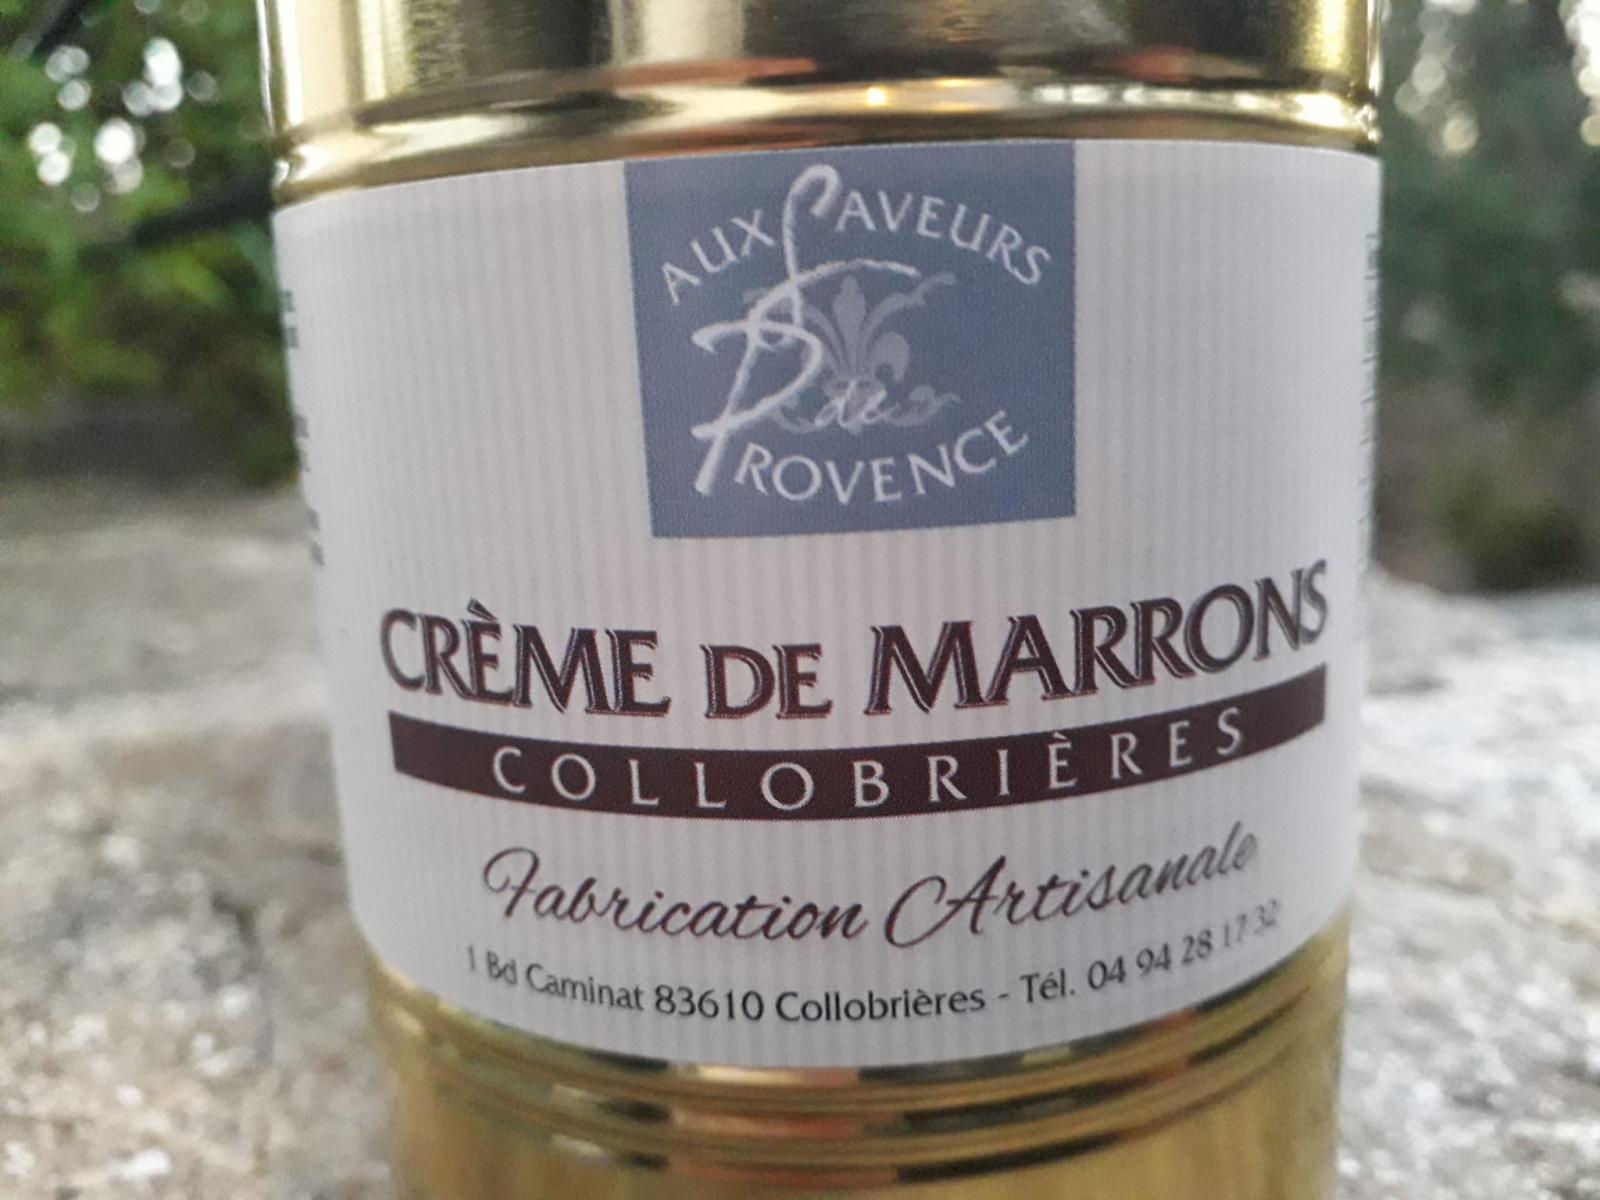 AUX SAVEURS
de
PROVENCE
CRÈME DE MARRONS
COLLOBRIÈRES
Fabrication Artisanale
1 Bd Caminat 83610 Collobrières - Tél. 04 94 28 17 32